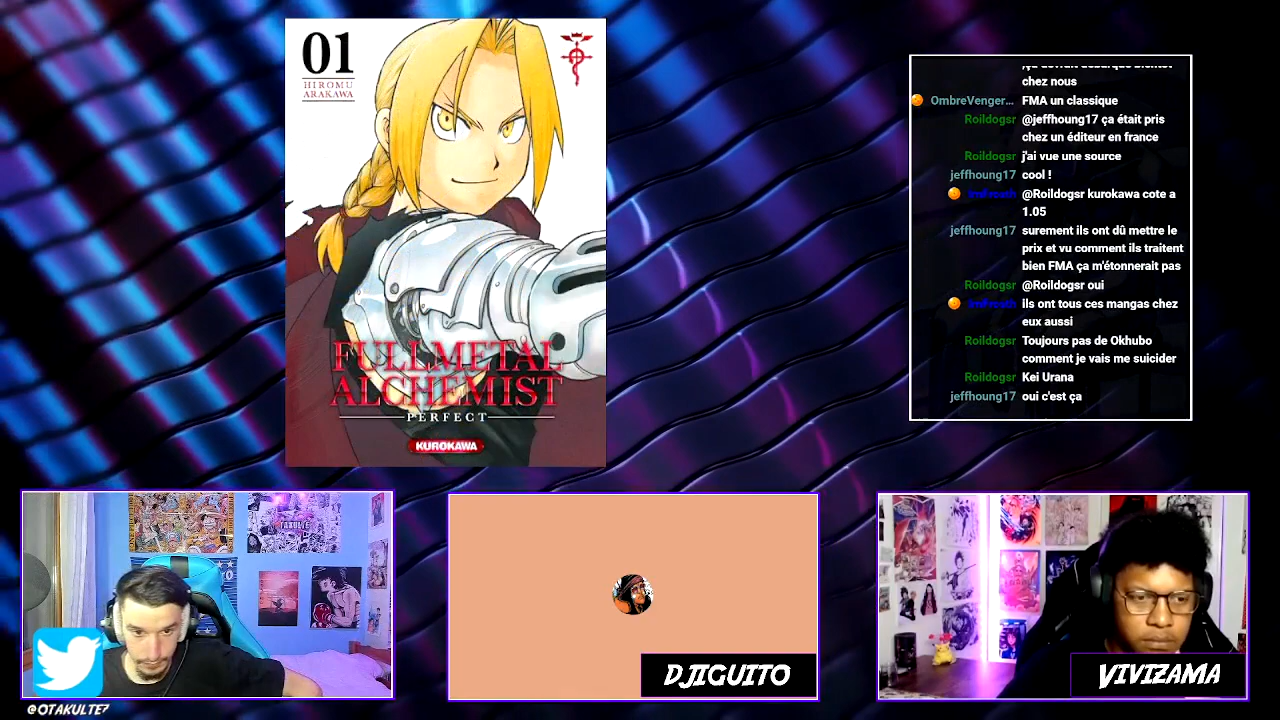 01
HIROMU
ARAKAWA
FULLMETAL
ALCHEMIST
PERFECT
KUROKAWA
chez nous
OmbreVenger... FMA un classique
Roildogsr @jeffhoung17 ça était pris
chez un éditeur en france
Roildogsr j'ai vue une source
jeffhoung17 cool !
@Roildogsr kurokawa cote a
1.05
jeffhoung17 surement ils ont dû mettre le
prix et vu comment ils traitent
bien FMA ça m'étonnerait pas
Roildogsr @Roildogsr oui
ils ont tous ces mangas chez
eux aussi
Roildogsr Toujours pas de Okhubo
comment je vais me suicider
Roildogsr Kei Urana
jeffhoung17 oui c'est ça
@OTAKULTE7
DJIGUITO
VIVIZAMA